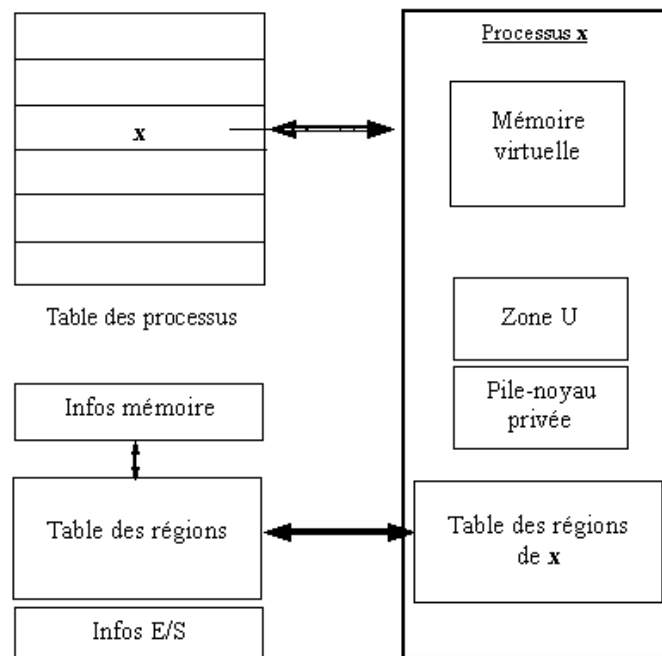 Processus x
x
Mémoire
virtuelle
Table des processus
Zone U
Infos mémoire
Pile-noyau
privée
Table des régions
Table des régions
de x
Infos E/S